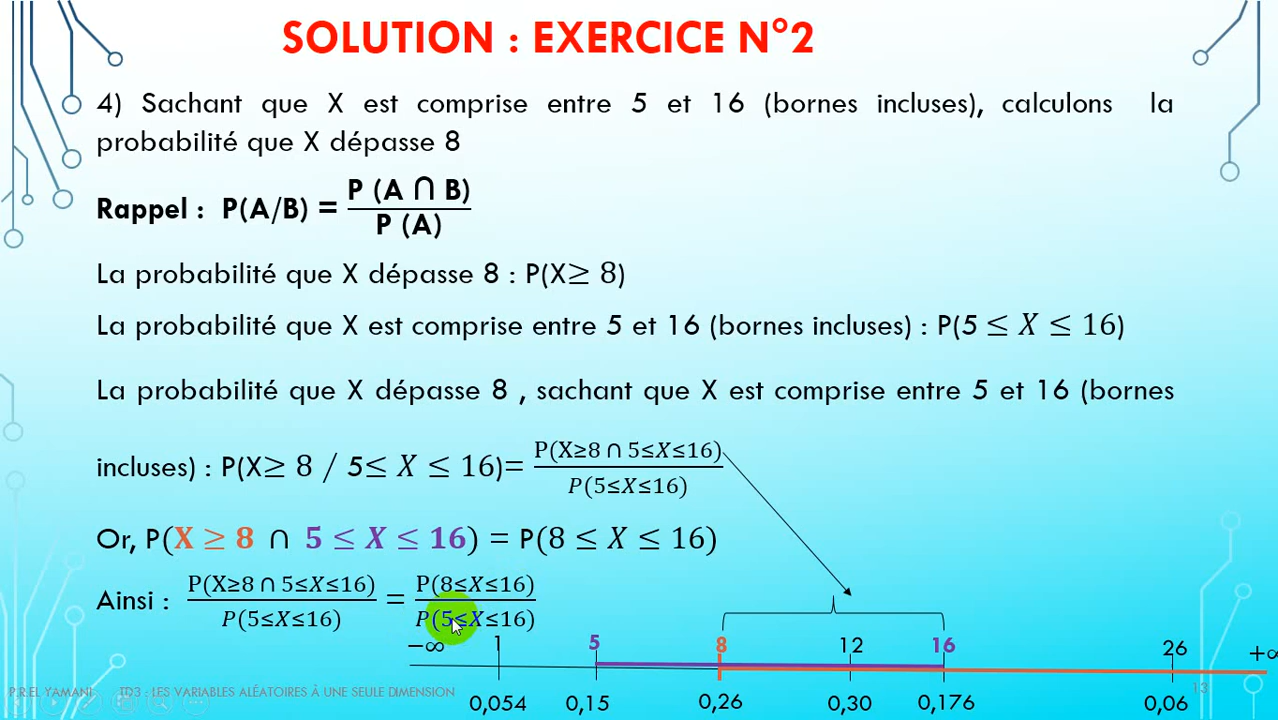 SOLUTION : EXERCICE N°2
4) Sachant que X est comprise entre 5 et 16 (bornes incluses), calculons la
probabilité que X dépasse 8
Rappel : P(A/B) = P (A ∩ B) / P (A)
La probabilité que X dépasse 8 : P(X≥ 8)
La probabilité que X est comprise entre 5 et 16 (bornes incluses) : P(5 ≤ X ≤ 16)
La probabilité que X dépasse 8 , sachant que X est comprise entre 5 et 16 (bornes
incluses) : P(X≥ 8 / 5≤ X ≤ 16)= P(X≥8 ∩ 5≤X≤16) / P(5≤X≤16)
Or, P(X ≥ 8 ∩ 5 ≤ X ≤ 16) = P(8 ≤ X ≤ 16)
Ainsi : P(X≥8 ∩ 5≤X≤16) / P(5≤X≤16) = P(8≤X≤16) / P(5≤X≤16)
−∞ 1 5 8 12 16 26 +∞
0,054 0,15 0,26 0,30 0,176 0,06
P.R.EL YAMANI TD3 : LES VARIABLES ALÉATOIRES À UNE SEULE DIMENSION
13